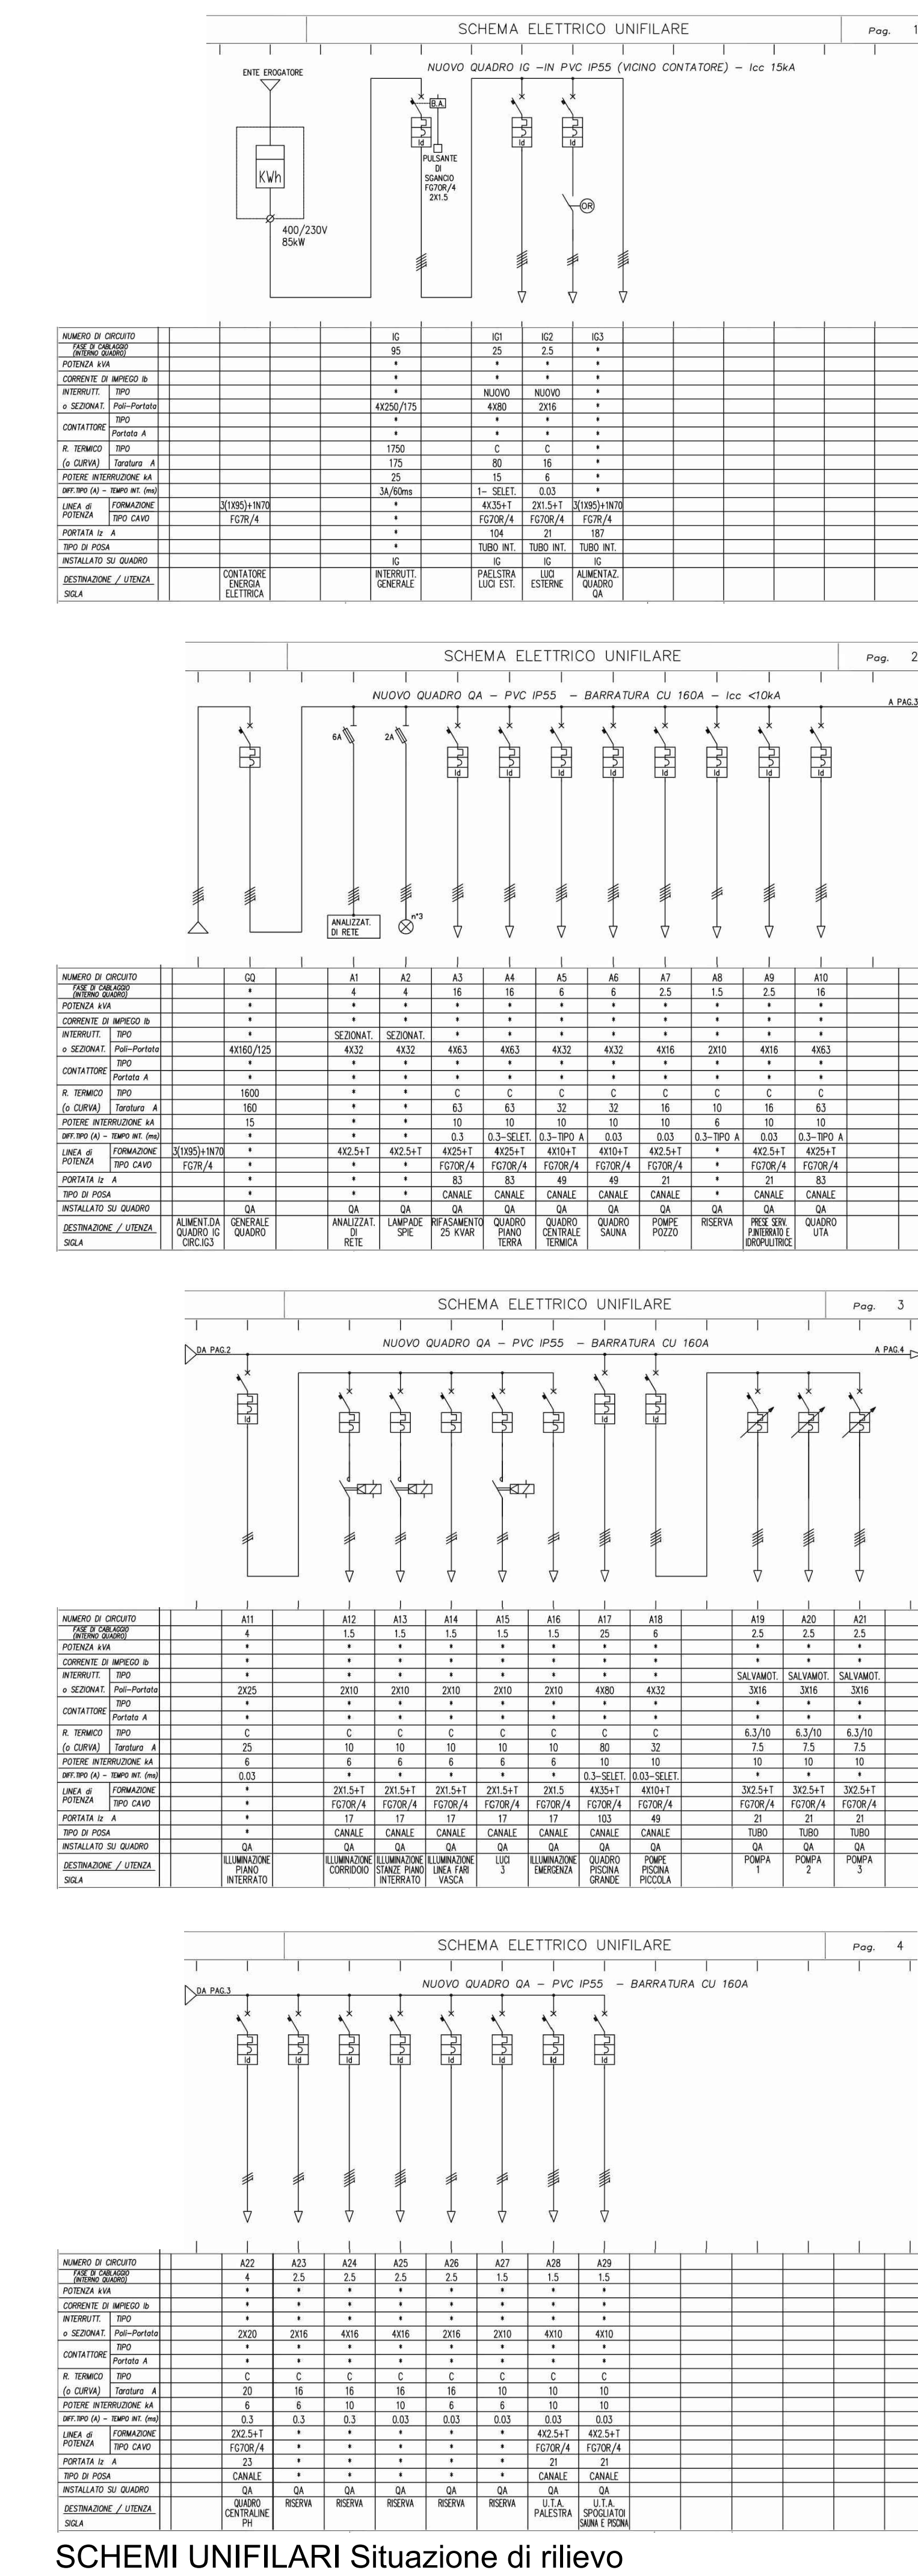 SCHEMA ELETTRICO UNIFILARE Pag. 1
NUOVO QUADRO IG –IN PVC IP55 (VICINO CONTATORE) – Icc 15kA
ENTE EROGATORE
B.A.
Id Id Id
PULSANTE
DI
SGANCIO
FG7OR/4
2X1.5
KWh
OR
400/230V
85kW
NUMERO DI CIRCUITO IG IG1 IG2 IG3
FASE DI CABLAGGIO (INTERNO QUADRO) 95 25 2.5 *
POTENZA kVA * * * *
CORRENTE DI IMPIEGO Ib * * * *
INTERRUTT. TIPO * NUOVO NUOVO *
o SEZIONAT. Poli–Portata 4X250/175 4X80 2X16 *
CONTATTORE TIPO * * * *
Portata A * * * *
R. TERMICO TIPO 1750 C C *
(o CURVA) Taratura A 175 80 16 *
POTERE INTERRUZIONE kA 25 15 6 *
DIFF.TIPO (A) – TEMPO INT. (ms) 3A/60ms 1– SELET. 0.03 *
LINEA di POTENZA FORMAZIONE 3(1X95)+1N70 * 4X35+T 2X1.5+T 3(1X95)+1N70
TIPO CAVO FG7R/4 * FG7OR/4 FG7OR/4 FG7R/4
PORTATA Iz A * 104 21 187
TIPO DI POSA * TUBO INT. TUBO INT. TUBO INT.
INSTALLATO SU QUADRO IG IG IG IG
DESTINAZIONE / UTENZA SIGLA CONTATORE ENERGIA ELETTRICA INTERRUTT. GENERALE PAELSTRA LUCI EST. LUCI ESTERNE ALIMENTAZ. QUADRO QA
SCHEMA ELETTRICO UNIFILARE Pag. 2
NUOVO QUADRO QA – PVC IP55 – BARRATURA CU 160A – Icc <10kA
A PAG.3
6A 2A
Id Id Id Id Id Id Id Id
ANALIZZAT.
DI RETE
n°3
NUMERO DI CIRCUITO GQ A1 A2 A3 A4 A5 A6 A7 A8 A9 A10
FASE DI CABLAGGIO (INTERNO QUADRO) * 4 4 16 16 6 6 2.5 1.5 2.5 16
POTENZA kVA * * * * * * * * * * *
CORRENTE DI IMPIEGO Ib * * * * * * * * * * *
INTERRUTT. TIPO * SEZIONAT. SEZIONAT. * * * * * * * *
o SEZIONAT. Poli–Portata 4X160/125 4X32 4X32 4X63 4X63 4X32 4X32 4X16 2X10 4X16 4X63
CONTATTORE TIPO * * * * * * * * * * *
Portata A * * * * * * * * * * *
R. TERMICO TIPO 1600 * * C C C C C C C C
(o CURVA) Taratura A 160 * * 63 63 32 32 16 10 16 63
POTERE INTERRUZIONE kA 15 * * 10 10 10 10 10 6 10 10
DIFF.TIPO (A) – TEMPO INT. (ms) * * * 0.3 0.3–SELET. 0.3–TIPO A 0.03 0.03 0.3–TIPO A 0.03 0.3–TIPO A
LINEA di POTENZA FORMAZIONE 3(1X95)+1N70 * 4X2.5+T 4X2.5+T 4X25+T 4X25+T 4X10+T 4X10+T 4X2.5+T * 4X2.5+T 4X25+T
TIPO CAVO FG7R/4 * * * FG7OR/4 FG7OR/4 FG7OR/4 FG7OR/4 FG7OR/4 * FG7OR/4 FG7OR/4
PORTATA Iz A * * * 83 83 49 49 21 * 21 83
TIPO DI POSA * * * CANALE CANALE CANALE CANALE CANALE * CANALE CANALE
INSTALLATO SU QUADRO QA QA QA QA QA QA QA QA QA QA QA
DESTINAZIONE / UTENZA SIGLA ALIMENT.DA QUADRO IG CIRC.IG3 GENERALE QUADRO ANALIZZAT. DI RETE LAMPADE SPIE RIFASAMENTO 25 KVAR QUADRO PIANO TERRA QUADRO CENTRALE TERMICA QUADRO SAUNA POMPE POZZO RISERVA PRESE SERV. P.INTERRATO E IDROPULITRICE QUADRO UTA
SCHEMA ELETTRICO UNIFILARE Pag. 3
NUOVO QUADRO QA – PVC IP55 – BARRATURA CU 160A
DA PAG.2 A PAG.4
Id Id Id
NUMERO DI CIRCUITO A11 A12 A13 A14 A15 A16 A17 A18 A19 A20 A21
FASE DI CABLAGGIO (INTERNO QUADRO) 4 1.5 1.5 1.5 1.5 1.5 25 6 2.5 2.5 2.5
POTENZA kVA * * * * * * * * * * *
CORRENTE DI IMPIEGO Ib * * * * * * * * * * *
INTERRUTT. TIPO * * * * * * * * SALVAMOT. SALVAMOT. SALVAMOT.
o SEZIONAT. Poli–Portata 2X25 2X10 2X10 2X10 2X10 2X10 4X80 4X32 3X16 3X16 3X16
CONTATTORE TIPO * * * * * * * * * * *
Portata A * * * * * * * * * * *
R. TERMICO TIPO C C C C C C C C 6.3/10 6.3/10 6.3/10
(o CURVA) Taratura A 25 10 10 10 10 10 80 32 7.5 7.5 7.5
POTERE INTERRUZIONE kA 6 6 6 6 6 6 10 10 10 10 10
DIFF.TIPO (A) – TEMPO INT. (ms) 0.03 * * * * * 0.3–SELET. 0.03–SELET. * * *
LINEA di POTENZA FORMAZIONE * 2X1.5+T 2X1.5+T 2X1.5+T 2X1.5+T 2X1.5 4X35+T 4X10+T 3X2.5+T 3X2.5+T 3X2.5+T
TIPO CAVO * FG7OR/4 FG7OR/4 FG7OR/4 FG7OR/4 FG7OR/4 FG7OR/4 FG7OR/4 FG7OR/4 FG7OR/4 FG7OR/4
PORTATA Iz A * 17 17 17 17 17 103 49 21 21 21
TIPO DI POSA * CANALE CANALE CANALE CANALE CANALE CANALE CANALE TUBO TUBO TUBO
INSTALLATO SU QUADRO QA QA QA QA QA QA QA QA QA QA QA
DESTINAZIONE / UTENZA SIGLA ILLUMINAZIONE PIANO INTERRATO ILLUMINAZIONE CORRIDOIO ILLUMINAZIONE STANZE PIANO INTERRATO ILLUMINAZIONE LINEA FARI VASCA LUCI 3 ILLUMINAZIONE EMERGENZA QUADRO PISCINA GRANDE POMPE PISCINA PICCOLA POMPA 1 POMPA 2 POMPA 3
SCHEMA ELETTRICO UNIFILARE Pag. 4
NUOVO QUADRO QA – PVC IP55 – BARRATURA CU 160A
DA PAG.3
Id Id Id Id Id Id Id Id
NUMERO DI CIRCUITO A22 A23 A24 A25 A26 A27 A28 A29
FASE DI CABLAGGIO (INTERNO QUADRO) 4 2.5 2.5 2.5 2.5 1.5 1.5 1.5
POTENZA kVA * * * * * * * *
CORRENTE DI IMPIEGO Ib * * * * * * * *
INTERRUTT. TIPO * * * * * * * *
o SEZIONAT. Poli–Portata 2X20 2X16 4X16 4X16 2X16 2X10 4X10 4X10
CONTATTORE TIPO * * * * * * * *
Portata A * * * * * * * *
R. TERMICO TIPO C C C C C C C C
(o CURVA) Taratura A 20 16 16 16 16 10 10 10
POTERE INTERRUZIONE kA 6 6 10 10 6 6 10 10
DIFF.TIPO (A) – TEMPO INT. (ms) 0.3 0.3 0.3 0.03 0.03 0.03 0.03 0.03
LINEA di POTENZA FORMAZIONE 2X2.5+T * * * * * 4X2.5+T 4X2.5+T
TIPO CAVO FG7OR/4 * * * * * FG7OR/4 FG7OR/4
PORTATA Iz A 23 * * * * * 21 21
TIPO DI POSA CANALE * * * * * CANALE CANALE
INSTALLATO SU QUADRO QA QA QA QA QA QA QA QA
DESTINAZIONE / UTENZA SIGLA QUADRO CENTRALINE PH RISERVA RISERVA RISERVA RISERVA RISERVA U.T.A. PALESTRA U.T.A. SPOGLIATOI SAUNA E PISCINA
SCHEMI UNIFILARI Situazione di rilievo